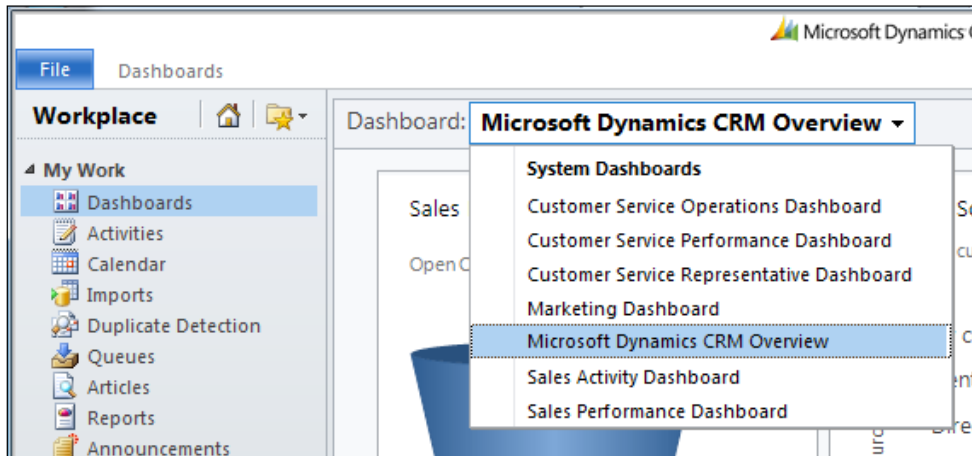 Microsoft Dynamics
File
Dashboards
Workplace
Dashboard: Microsoft Dynamics CRM Overview
My Work
Dashboards
Activities
Calendar
Imports
Duplicate Detection
Queues
Articles
Reports
Announcements
System Dashboards
Customer Service Operations Dashboard
Customer Service Performance Dashboard
Customer Service Representative Dashboard
Marketing Dashboard
Microsoft Dynamics CRM Overview
Sales Activity Dashboard
Sales Performance Dashboard
Sales
Open